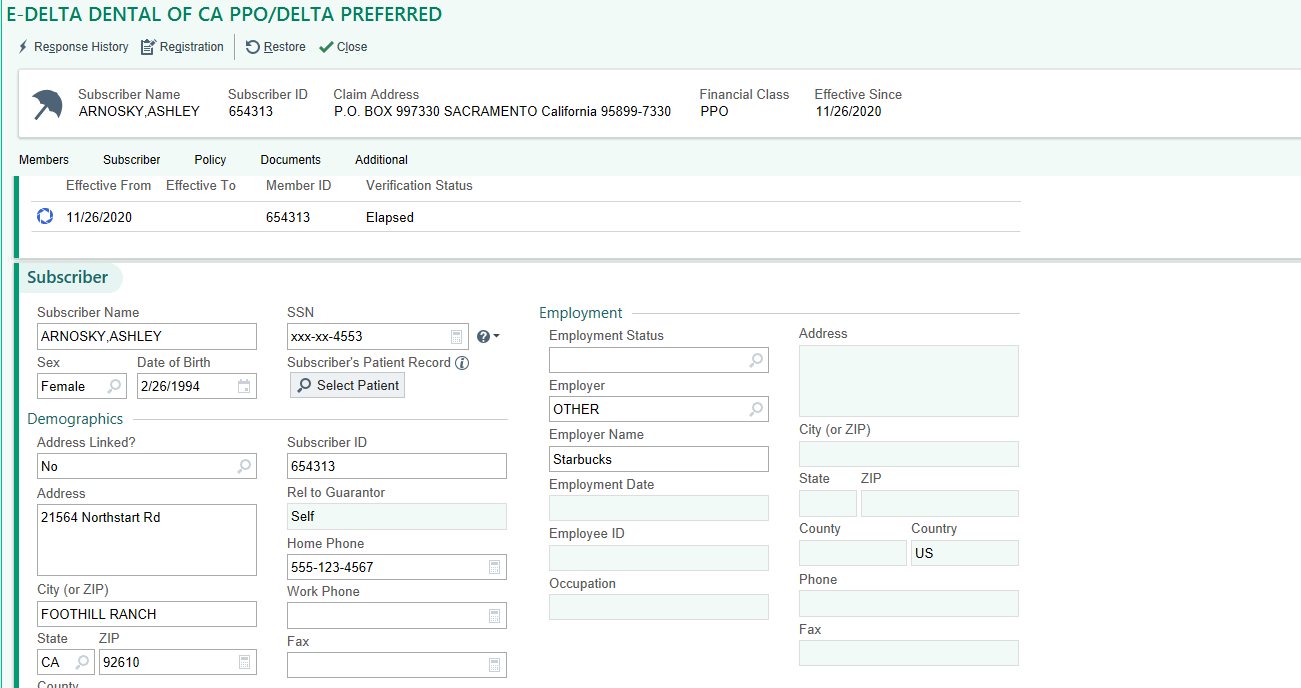 E-DELTA DENTAL OF CA PPO/DELTA PREFERRED
Response History Registration Restore Close
Subscriber Name Subscriber ID Claim Address Financial Class Effective Since
ARNOSKY,ASHLEY 654313 P.O. BOX 997330 SACRAMENTO California 95899-7330 PPO 11/26/2020
Members Subscriber Policy Documents Additional
Effective From Effective To Member ID Verification Status
11/26/2020 654313 Elapsed
Subscriber
Subscriber Name SSN
ARNOSKY,ASHLEY xxx-xx-4553
Sex Date of Birth Subscriber's Patient Record
Female 2/26/1994 Select Patient
Demographics
Address Linked? Subscriber ID
No 654313
Address Rel to Guarantor
21564 Northstart Rd Self
Home Phone
555-123-4567
City (or ZIP) Work Phone
FOOTHILL RANCH
State ZIP Fax
CA 92610
County
Employment
Employment Status Address
Employer
OTHER
Employer Name City (or ZIP)
Starbucks
Employment Date State ZIP
Employee ID County Country
US
Occupation Phone
Fax